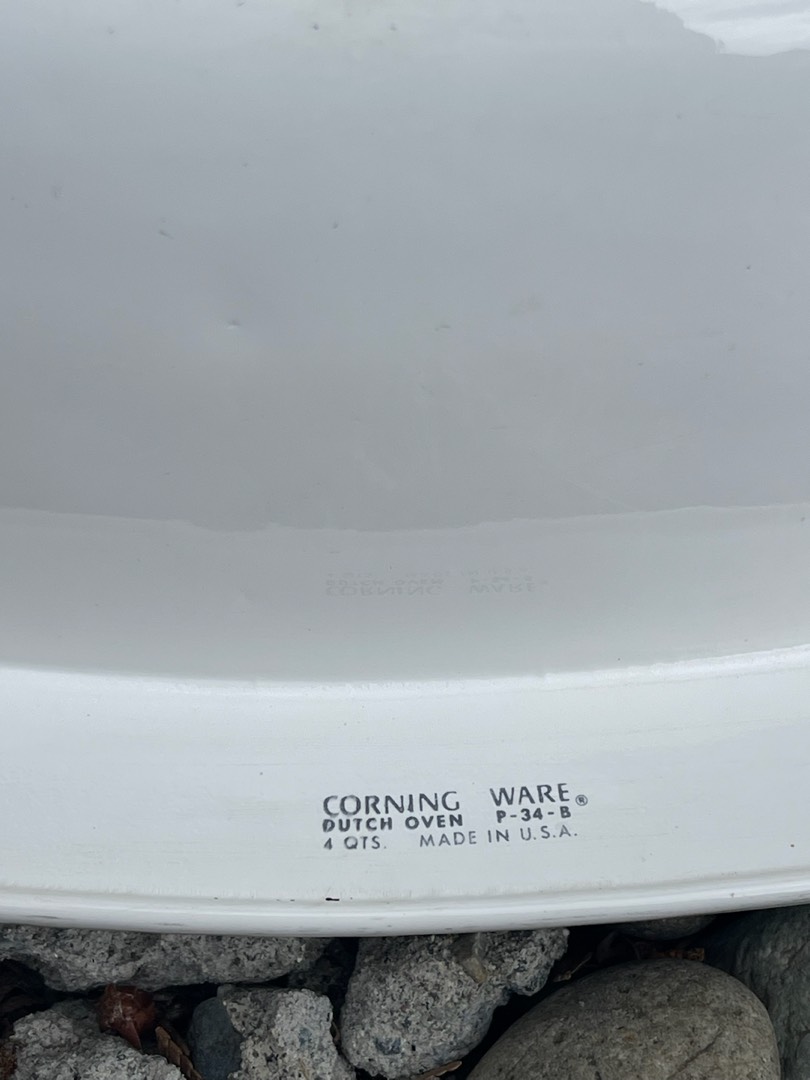 CORNING WARE®
DUTCH OVEN P-34-B
4 QTS. MADE IN U.S.A.